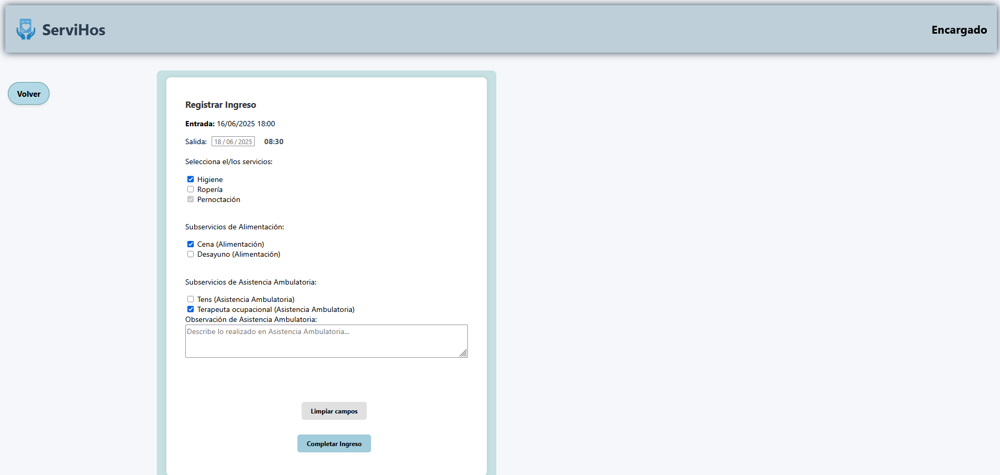 ServiHos
Encargado
Volver
Registrar Ingreso
Entrada: 16/06/2025 18:00
Salida: 18 / 06 / 2025 08:30
Selecciona el/los servicios:
Higiene
Ropería
Pernoctación
Subservicios de Alimentación:
Cena (Alimentación)
Desayuno (Alimentación)
Subservicios de Asistencia Ambulatoria:
Tens (Asistencia Ambulatoria)
Terapeuta ocupacional (Asistencia Ambulatoria)
Observación de Asistencia Ambulatoria:
Describe lo realizado en Asistencia Ambulatoria...
Limpiar campos
Completar Ingreso